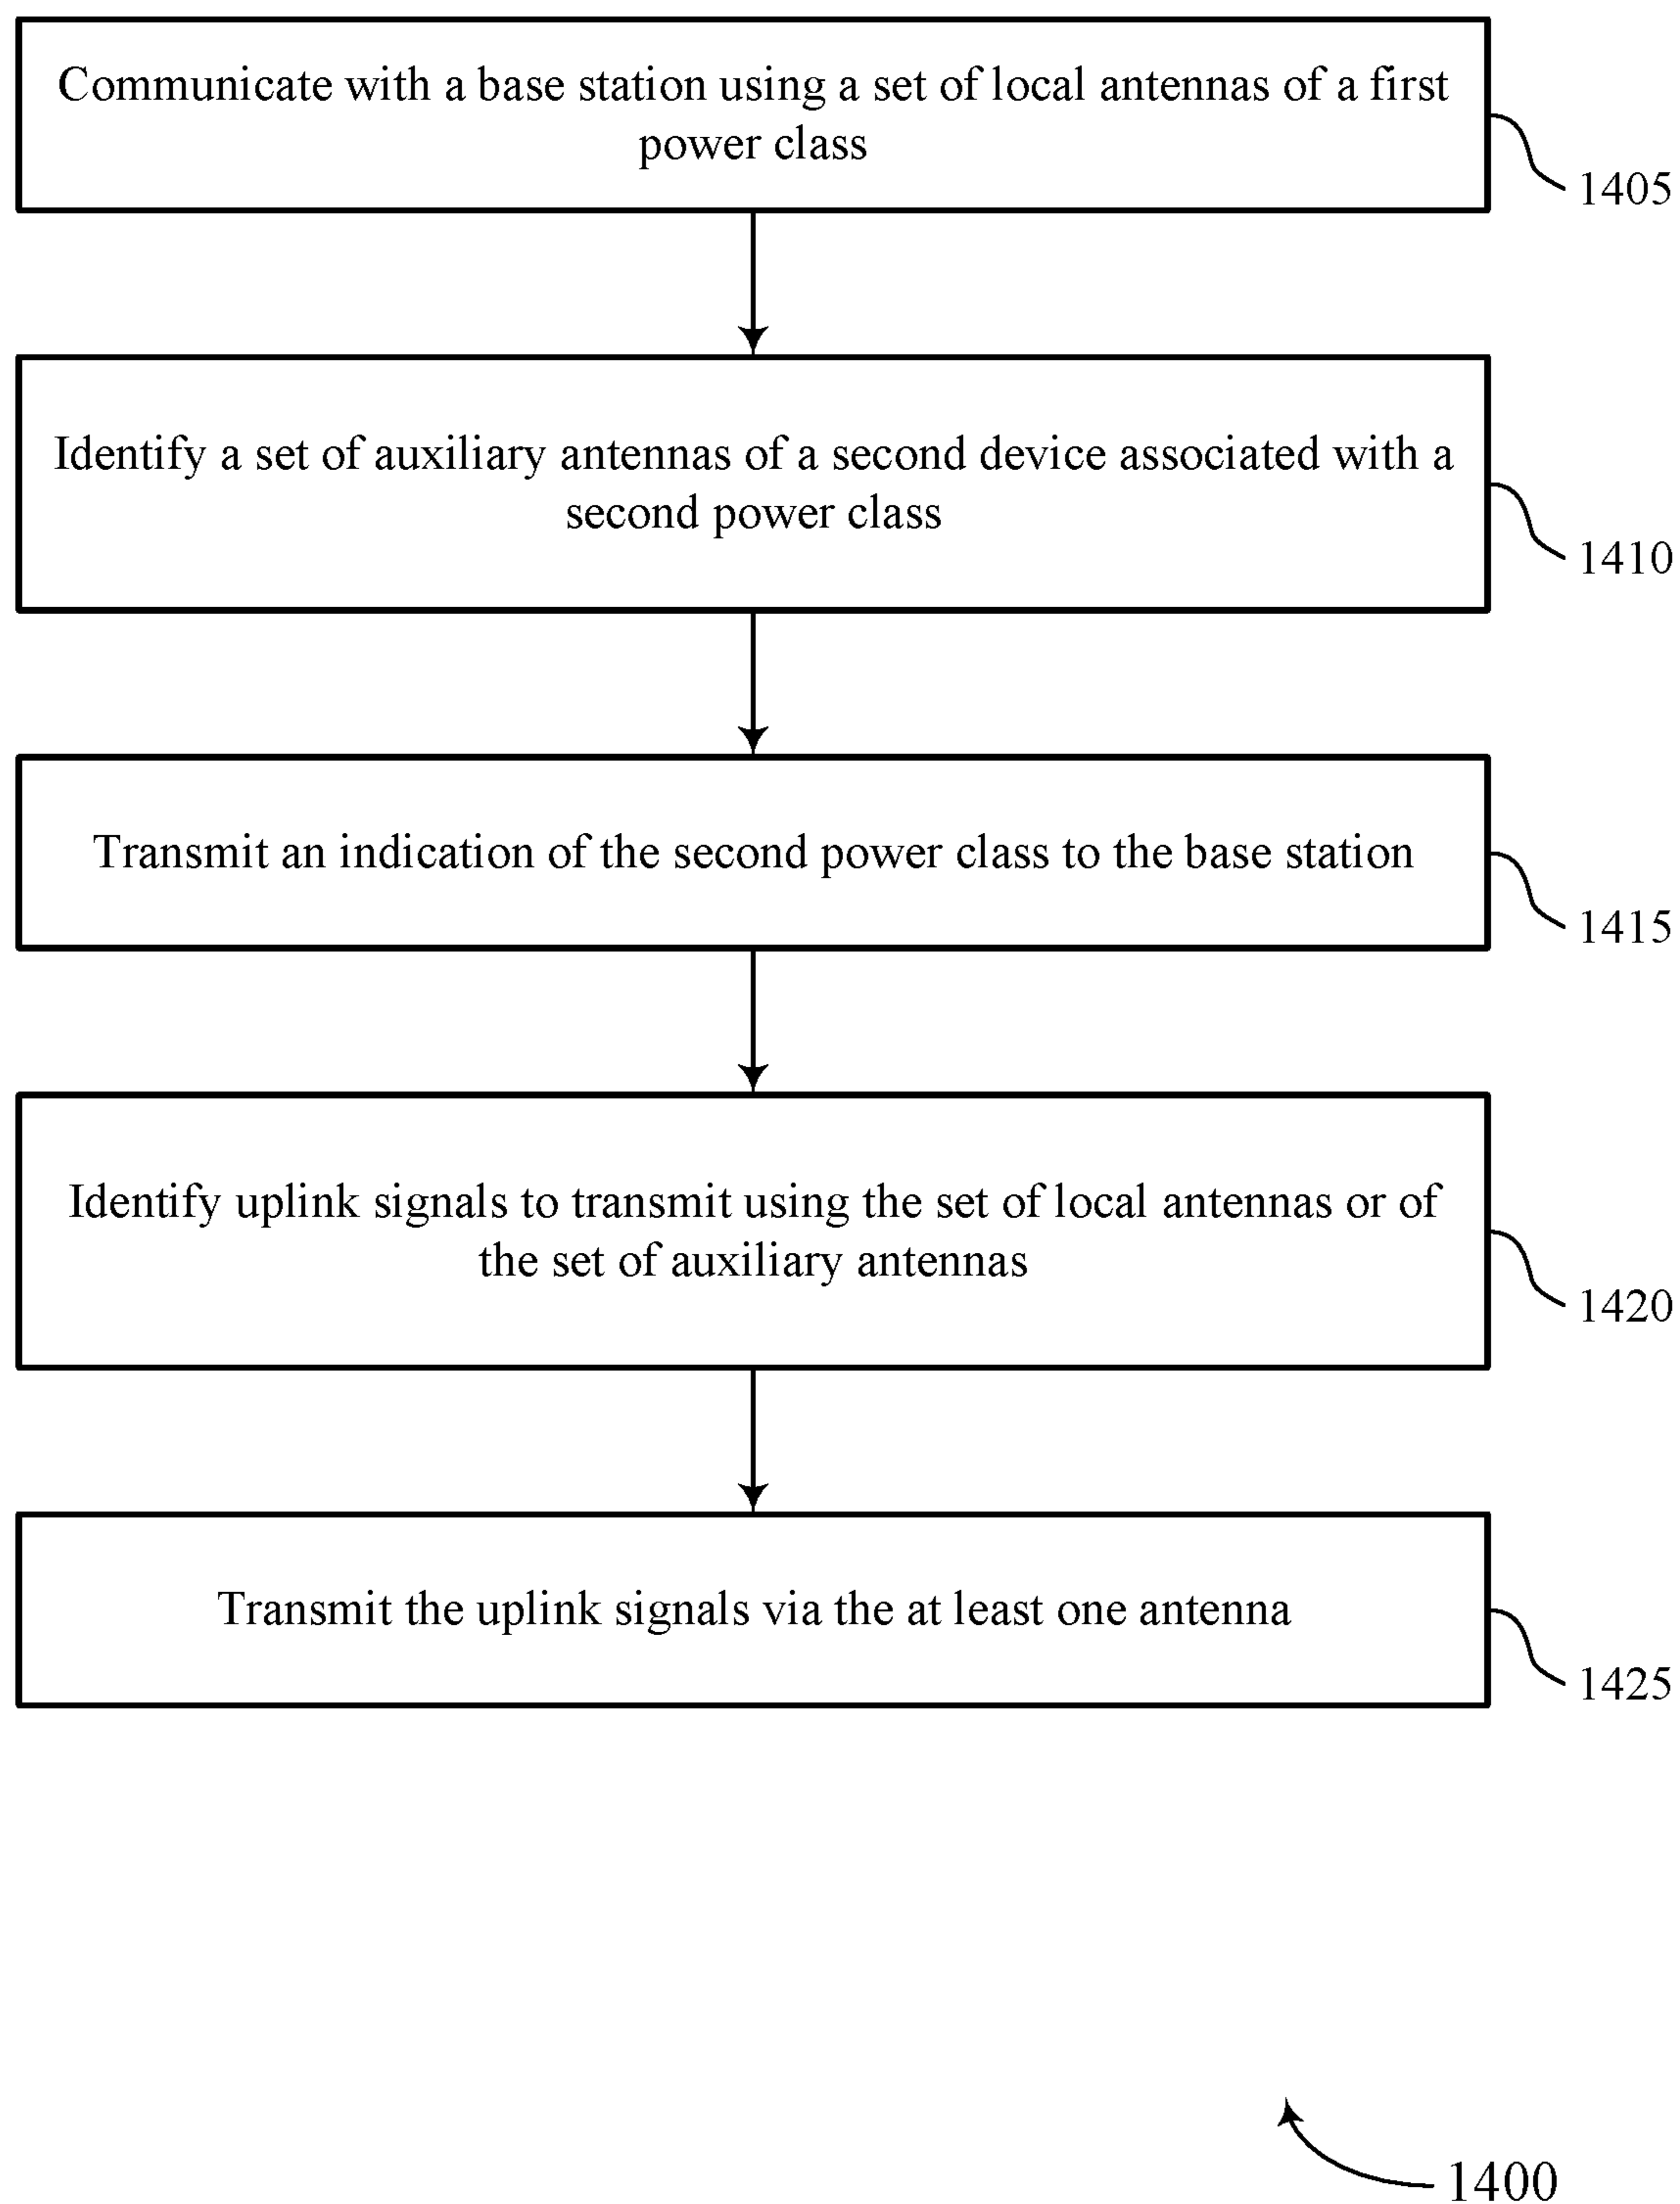 Communicate with a base station using a set of local antennas of a first
power class
1405
Identify a set of auxiliary antennas of a second device associated with a
second power class
1410
Transmit an indication of the second power class to the base station
1415
Identify uplink signals to transmit using the set of local antennas or of
the set of auxiliary antennas
1420
Transmit the uplink signals via the at least one antenna
1425
1400